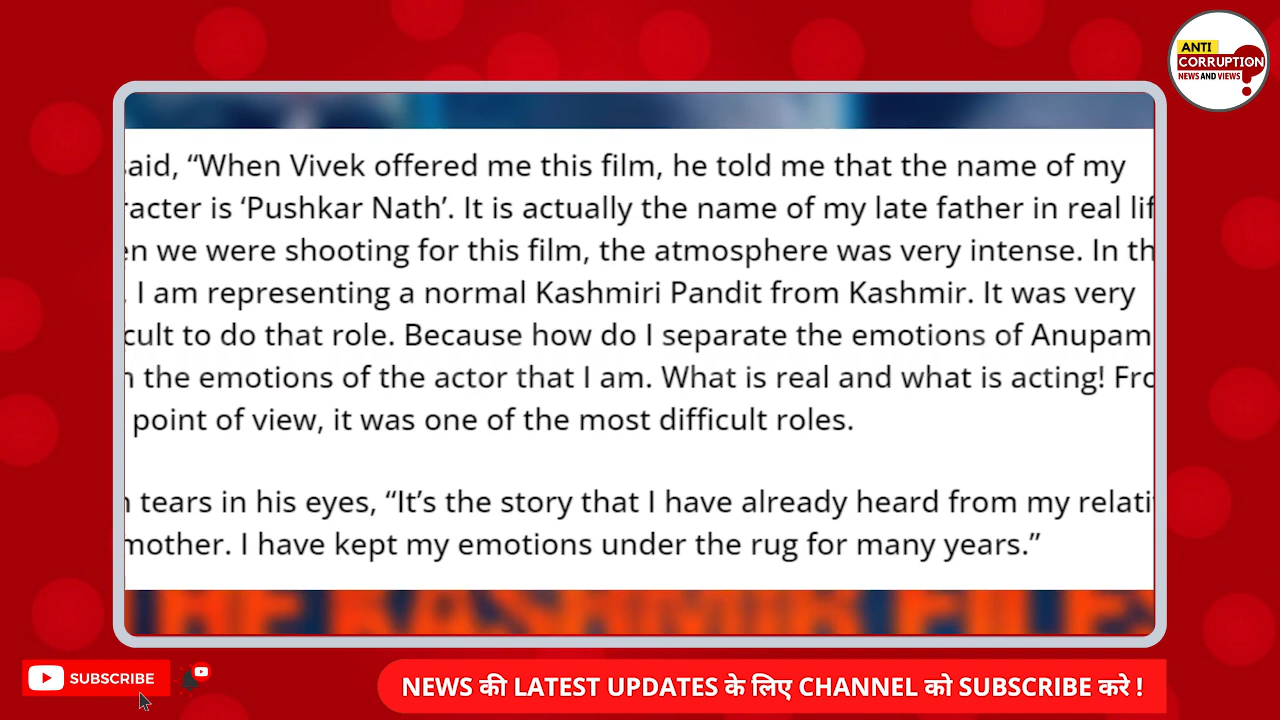 ANTI
CORRUPTION
NEWS AND VIEWS
said, “When Vivek offered me this film, he told me that the name of my
racter is ‘Pushkar Nath’. It is actually the name of my late father in real lif
en we were shooting for this film, the atmosphere was very intense. In th
, I am representing a normal Kashmiri Pandit from Kashmir. It was very
cult to do that role. Because how do I separate the emotions of Anupam
n the emotions of the actor that I am. What is real and what is acting! Fro
point of view, it was one of the most difficult roles.
n tears in his eyes, “It’s the story that I have already heard from my relati
mother. I have kept my emotions under the rug for many years.”
THE KASHMIR FILES
SUBSCRIBE
NEWS की LATEST UPDATES के लिए CHANNEL को SUBSCRIBE करे !